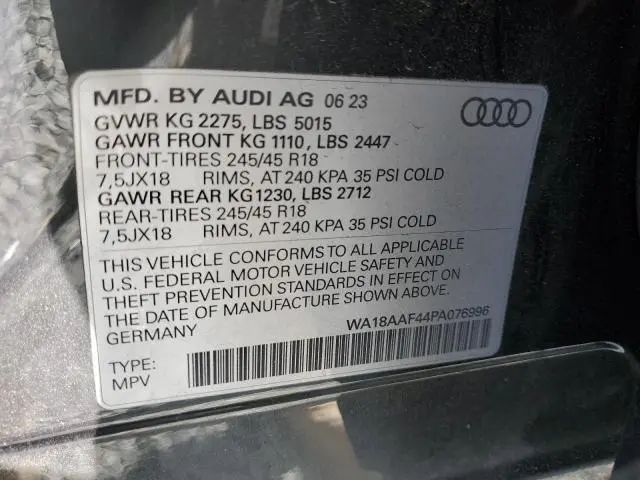 MFD. BY AUDI AG 06 23
GVWR KG 2275, LBS 5015
GAWR FRONT KG 1110, LBS 2447
FRONT-TIRES 245/45 R18
7,5JX18 RIMS, AT 240 KPA 35 PSI COLD
GAWR REAR KG1230, LBS 2712
REAR-TIRES 245/45 R18
7,5JX18 RIMS, AT 240 KPA 35 PSI COLD
THIS VEHICLE CONFORMS TO ALL APPLICABLE
U.S. FEDERAL MOTOR VEHICLE SAFETY AND
THEFT PREVENTION STANDARDS IN EFFECT ON
THE DATE OF MANUFACTURE SHOWN ABOVE.
GERMANY WA18AAF44PA076996
TYPE:
MPV